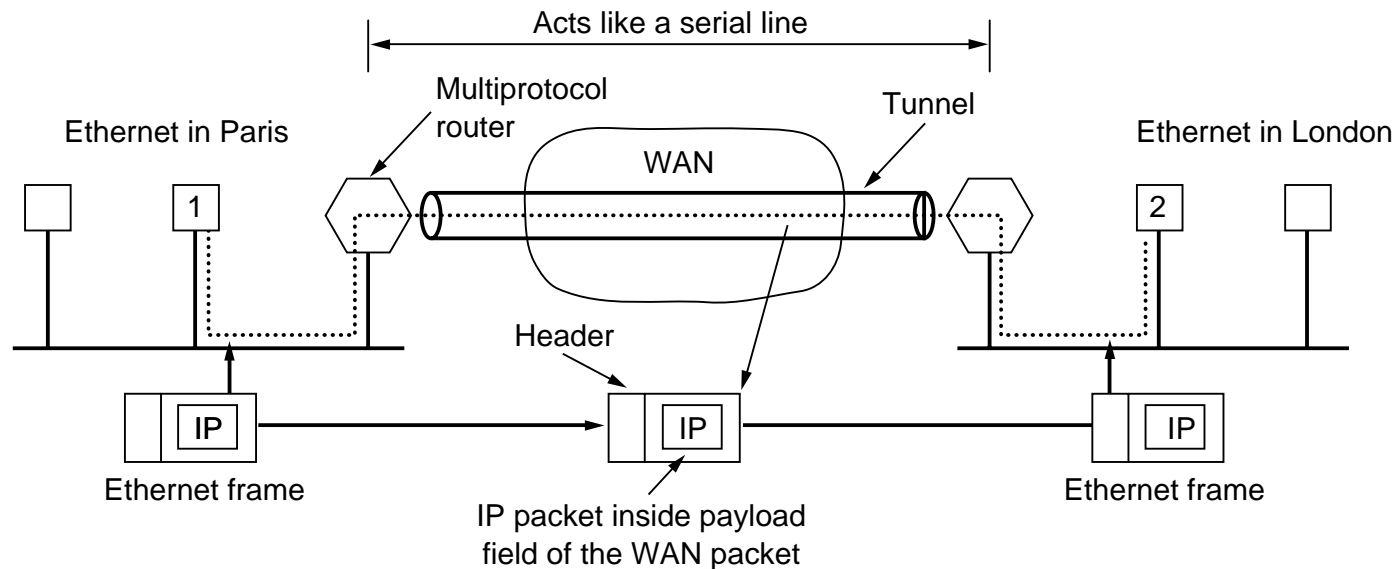 Acts like a serial line
Multiprotocol
router
Tunnel
Ethernet in Paris
Ethernet in London
WAN
1
2
Header
IP
IP
IP
Ethernet frame
Ethernet frame
IP packet inside payload
field of the WAN packet